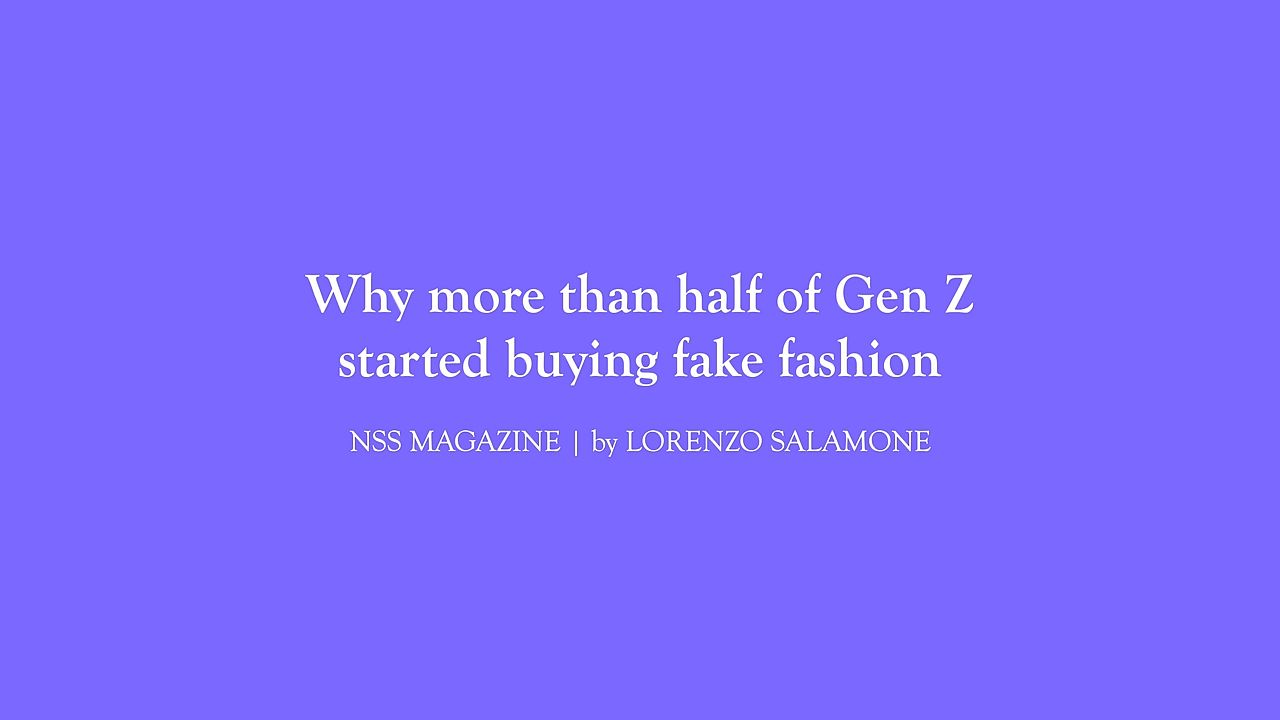 Why more than half of Gen Z
started buying fake fashion
NSS MAGAZINE | by LORENZO SALAMONE